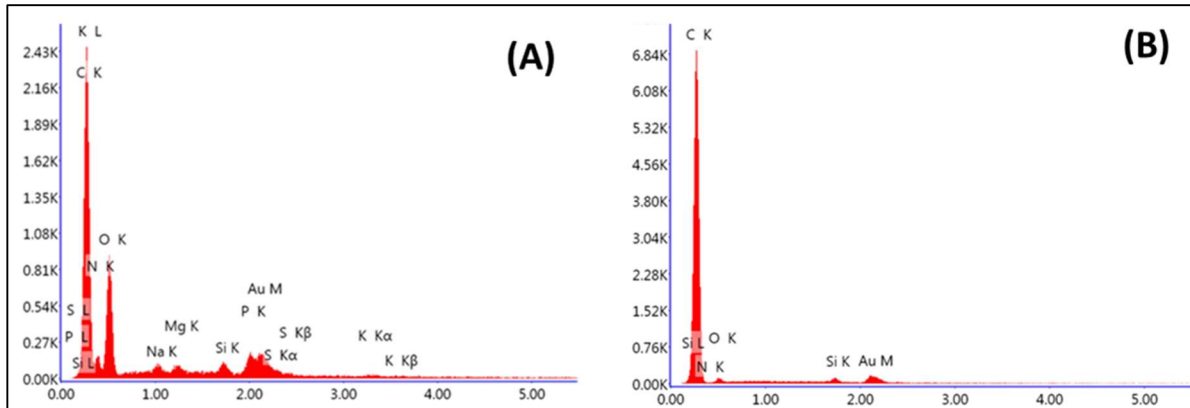 (A)
K L
C K
O K
N K
S L
P L
Si L
Na K
Mg K
Si K
Au M
P K
S Kβ
S Kα
K Kα
K Kβ
2.43K
2.16K
1.89K
1.62K
1.35K
1.08K
0.81K
0.54K
0.27K
0.00K
0.00 1.00 2.00 3.00 4.00 5.00
(B)
C K
Si L
O K
N K
Si K Au M
6.84K
6.08K
5.32K
4.56K
3.80K
3.04K
2.28K
1.52K
0.76K
0.00K
0.00 1.00 2.00 3.00 4.00 5.00